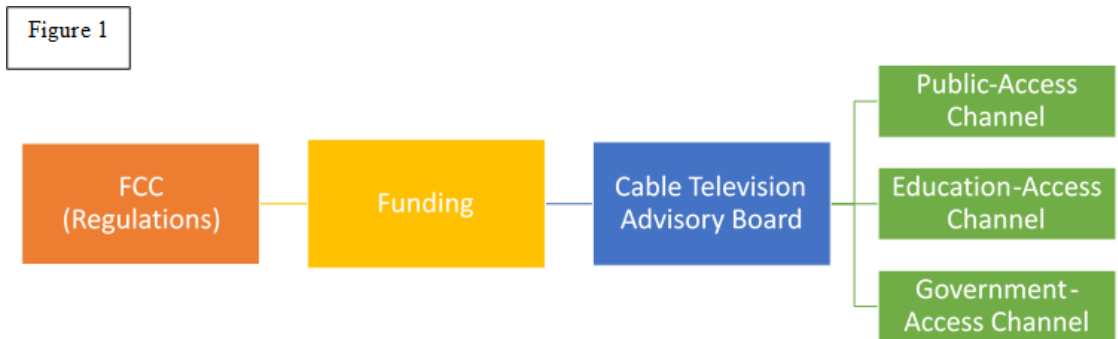 Figure 1
FCC
(Regulations)
Funding
Cable Television
Advisory Board
Public-Access
Channel
Education-Access
Channel
Government-
Access Channel